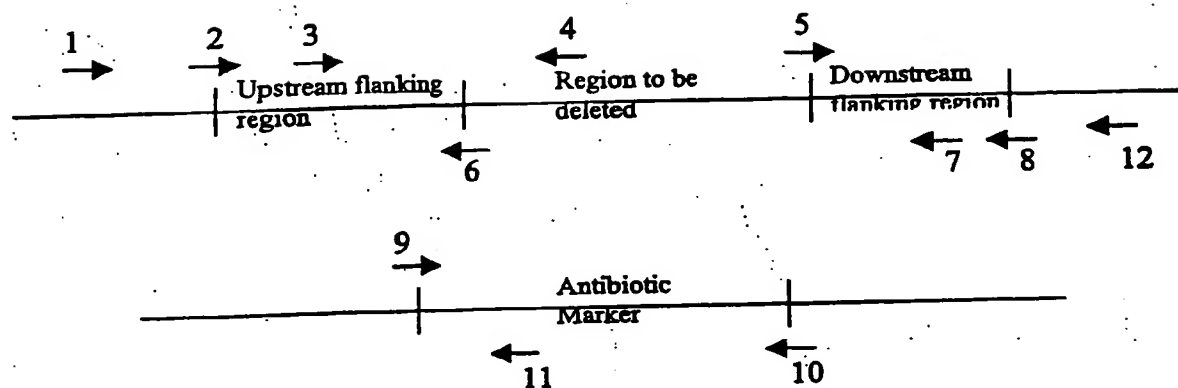 1 2 3 4 5
Upstream flanking
region
Region to be
deleted
Downstream
flanking region
6 7 8 12
9
Antibiotic
Marker
11 10